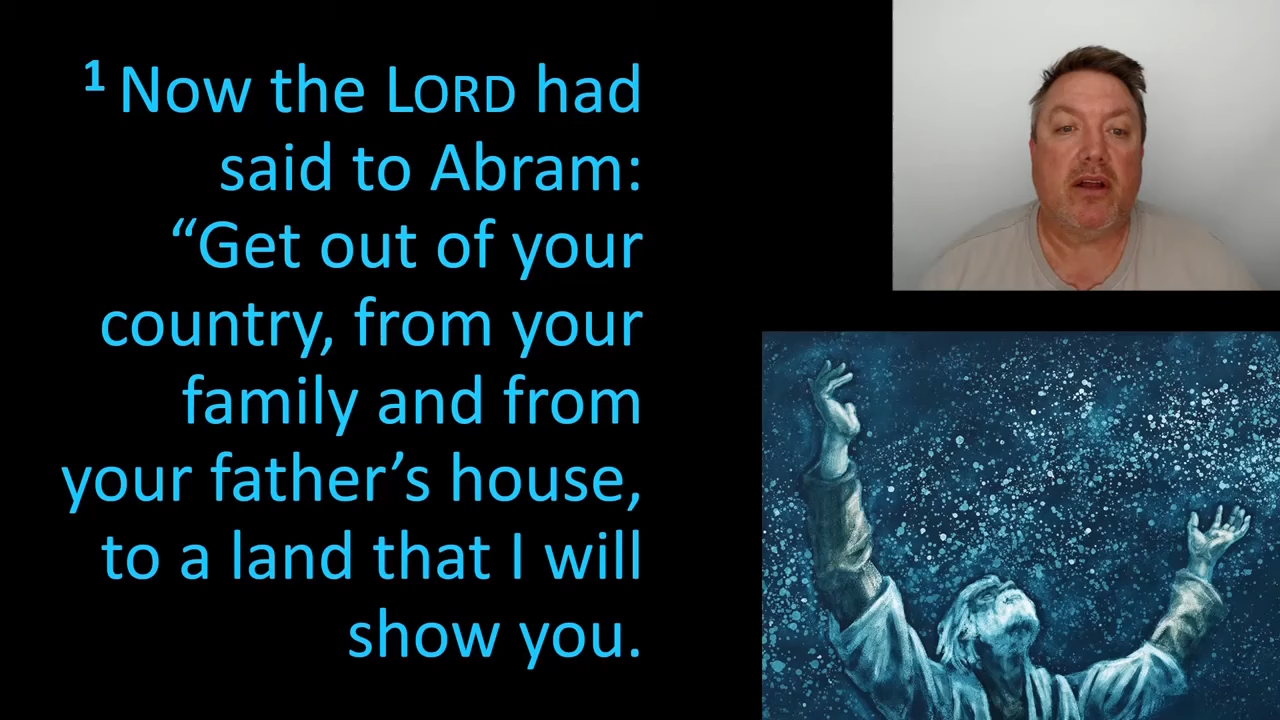 1 Now the LORD had
said to Abram:
“Get out of your
country, from your
family and from
your father’s house,
to a land that I will
show you.